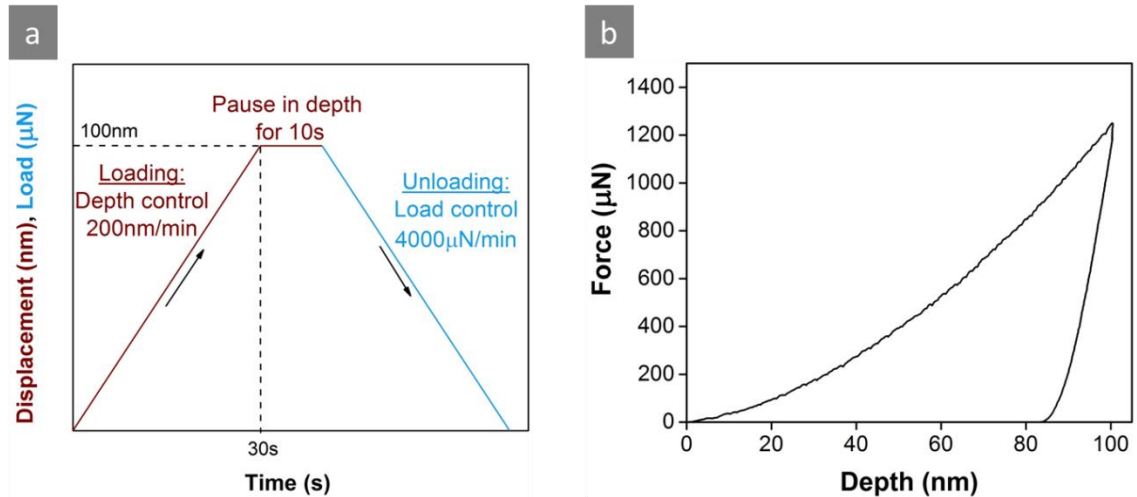 a
Displacement (nm), Load (μN)
100nm
Pause in depth
for 10s
Loading:
Depth control
200nm/min
Unloading:
Load control
4000μN/min
30s
Time (s)
b
Force (μN)
1400
1200
1000
800
600
400
200
0
0 20 40 60 80 100
Depth (nm)